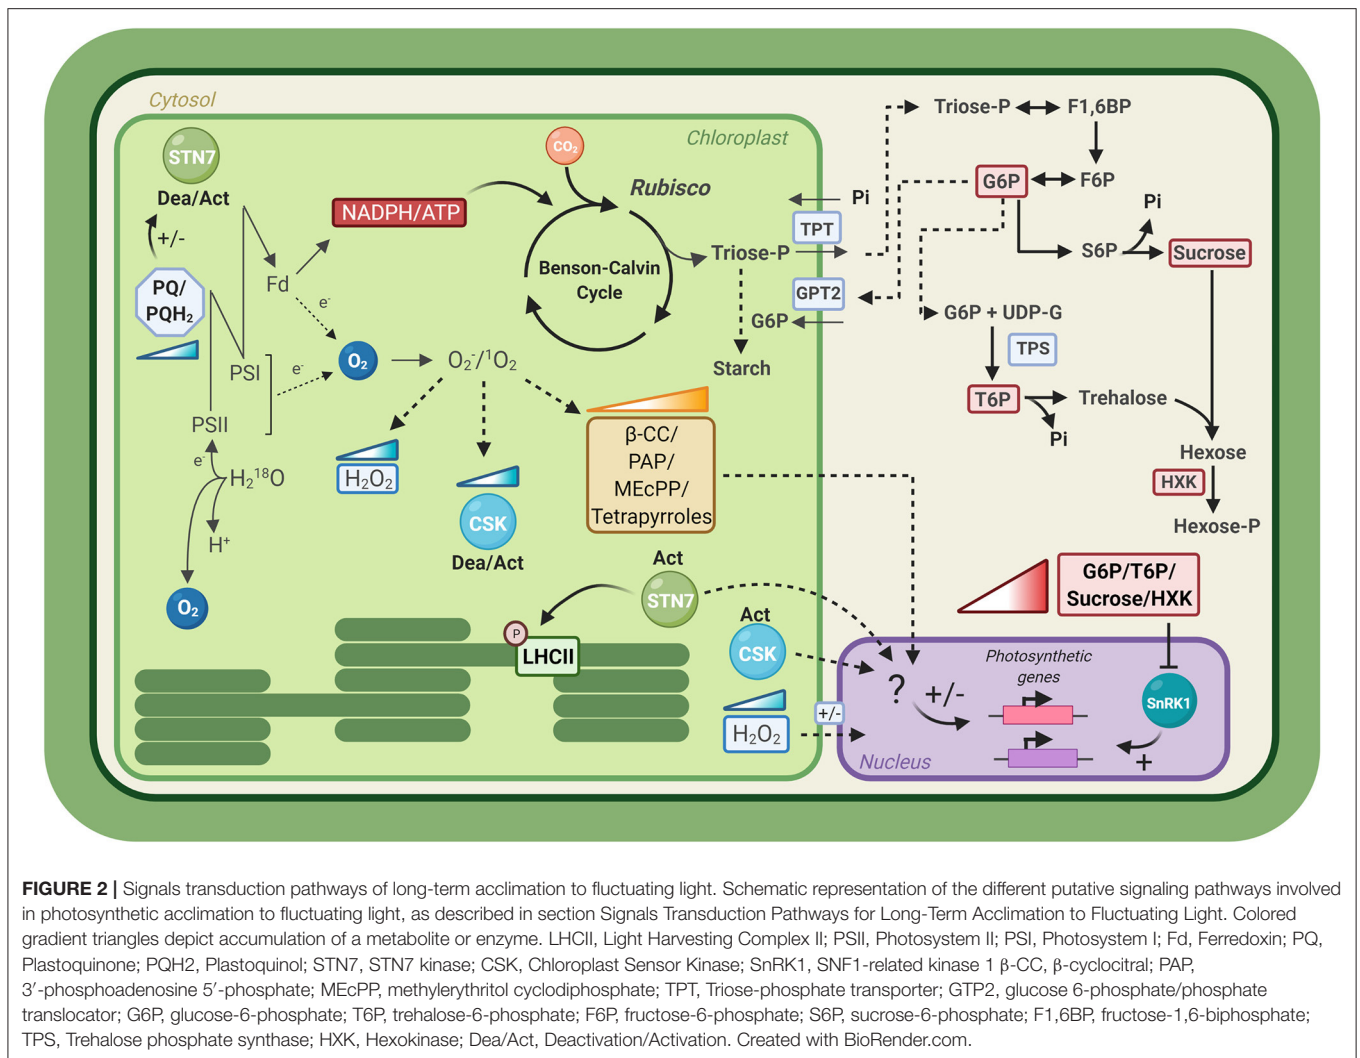 Cytosol
Chloroplast
STN7
Dea/Act
+/-
PQ/
PQH2
PSI
PSII
Fd
e-
e-
e-
H2 18O
H+
O2
O2
NADPH/ATP
CO2
Rubisco
Benson-Calvin
Cycle
Triose-P
Starch
G6P
Pi
TPT
GPT2
O2-/1O2
H2O2
CSK
Dea/Act
β-CC/
PAP/
MEcPP/
Tetrapyrroles
Act
STN7
P
LHCII
Act
CSK
H2O2
+/-
Triose-P
F1,6BP
G6P
F6P
Pi
S6P
Sucrose
G6P + UDP-G
TPS
T6P
Trehalose
Pi
Hexose
HXK
Hexose-P
G6P/T6P/
Sucrose/HXK
Photosynthetic
genes
?
+/-
SnRK1
+
Nucleus
FIGURE 2 | Signals transduction pathways of long-term acclimation to fluctuating light. Schematic representation of the different putative signaling pathways involved
in photosynthetic acclimation to fluctuating light, as described in section Signals Transduction Pathways for Long-Term Acclimation to Fluctuating Light. Colored
gradient triangles depict accumulation of a metabolite or enzyme. LHCII, Light Harvesting Complex II; PSII, Photosystem II; PSI, Photosystem I; Fd, Ferredoxin; PQ,
Plastoquinone; PQH2, Plastoquinol; STN7, STN7 kinase; CSK, Chloroplast Sensor Kinase; SnRK1, SNF1-related kinase 1 β-CC, β-cyclocitral; PAP,
3′-phosphoadenosine 5′-phosphate; MEcPP, methylerythritol cyclodiphosphate; TPT, Triose-phosphate transporter; GTP2, glucose 6-phosphate/phosphate
translocator; G6P, glucose-6-phosphate; T6P, trehalose-6-phosphate; F6P, fructose-6-phosphate; S6P, sucrose-6-phosphate; F1,6BP, fructose-1,6-biphosphate;
TPS, Trehalose phosphate synthase; HXK, Hexokinase; Dea/Act, Deactivation/Activation. Created with BioRender.com.